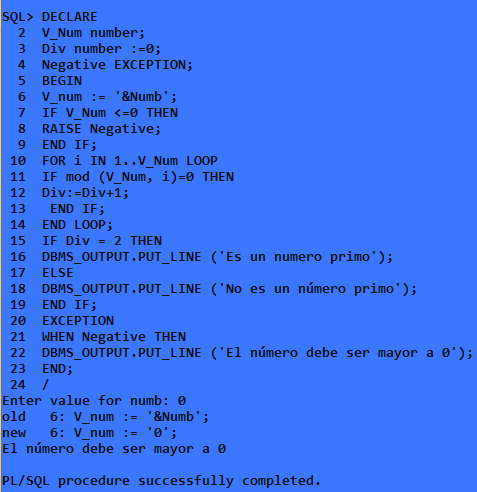 SQL> DECLARE
2 V_Num number;
3 Div number :=0;
4 Negative EXCEPTION;
5 BEGIN
6 V_num := '&Numb';
7 IF V_Num <=0 THEN
8 RAISE Negative;
9 END IF;
10 FOR i IN 1..V_Num LOOP
11 IF mod (V_Num, i)=0 THEN
12 Div:=Div+1;
13 END IF;
14 END LOOP;
15 IF Div = 2 THEN
16 DBMS_OUTPUT.PUT_LINE ('Es un numero primo');
17 ELSE
18 DBMS_OUTPUT.PUT_LINE ('No es un número primo');
19 END IF;
20 EXCEPTION
21 WHEN Negative THEN
22 DBMS_OUTPUT.PUT_LINE ('El número debe ser mayor a 0');
23 END;
24 /
Enter value for numb: 0
old 6: V_num := '&Numb';
new 6: V_num := '0';
El número debe ser mayor a 0
PL/SQL procedure successfully completed.